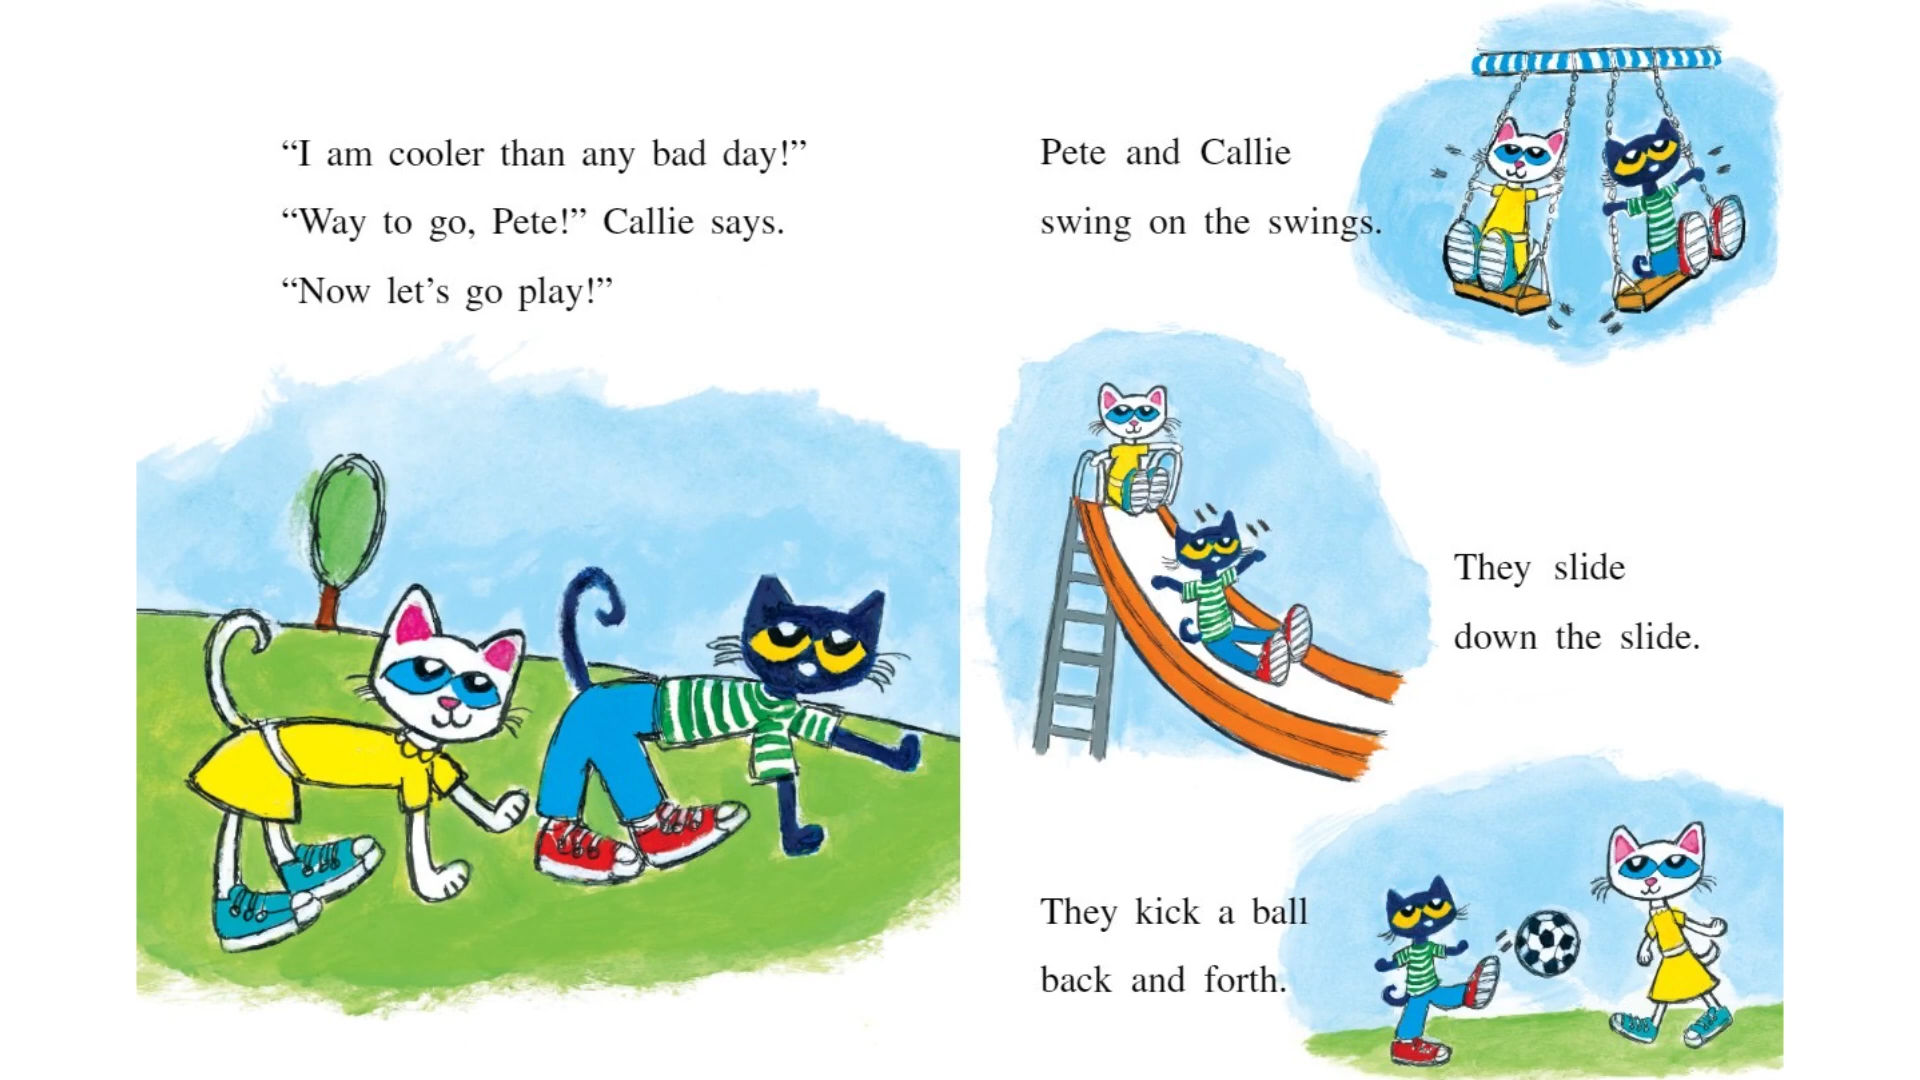 “I am cooler than any bad day!”
“Way to go, Pete!” Callie says.
“Now let’s go play!”
Pete and Callie
swing on the swings.
They slide
down the slide.
They kick a ball
back and forth.